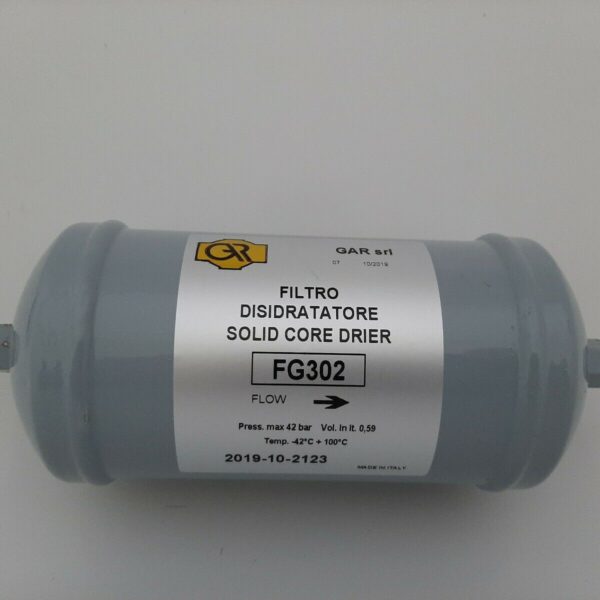 GR
GAR srl
07 10/2019
FILTRO
DISIDRATATORE
SOLID CORE DRIER
FG302
FLOW
Press. max 42 bar Vol. In lt. 0,59
Temp. -42°C + 100°C
2019-10-2123
MADE IN ITALY